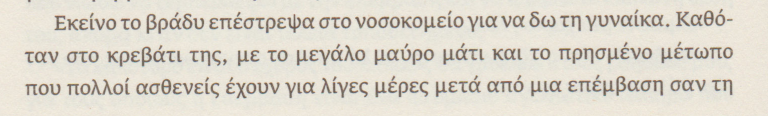 Εκείνο το βράδυ επέστρεψα στο νοσοκομείο για να δω τη γυναίκα. Καθό-
ταν στο κρεβάτι της, με το μεγάλο μαύρο μάτι και το πρησμένο μέτωπο
που πολλοί ασθενείς έχουν για λίγες μέρες μετά από μια επέμβαση σαν τη